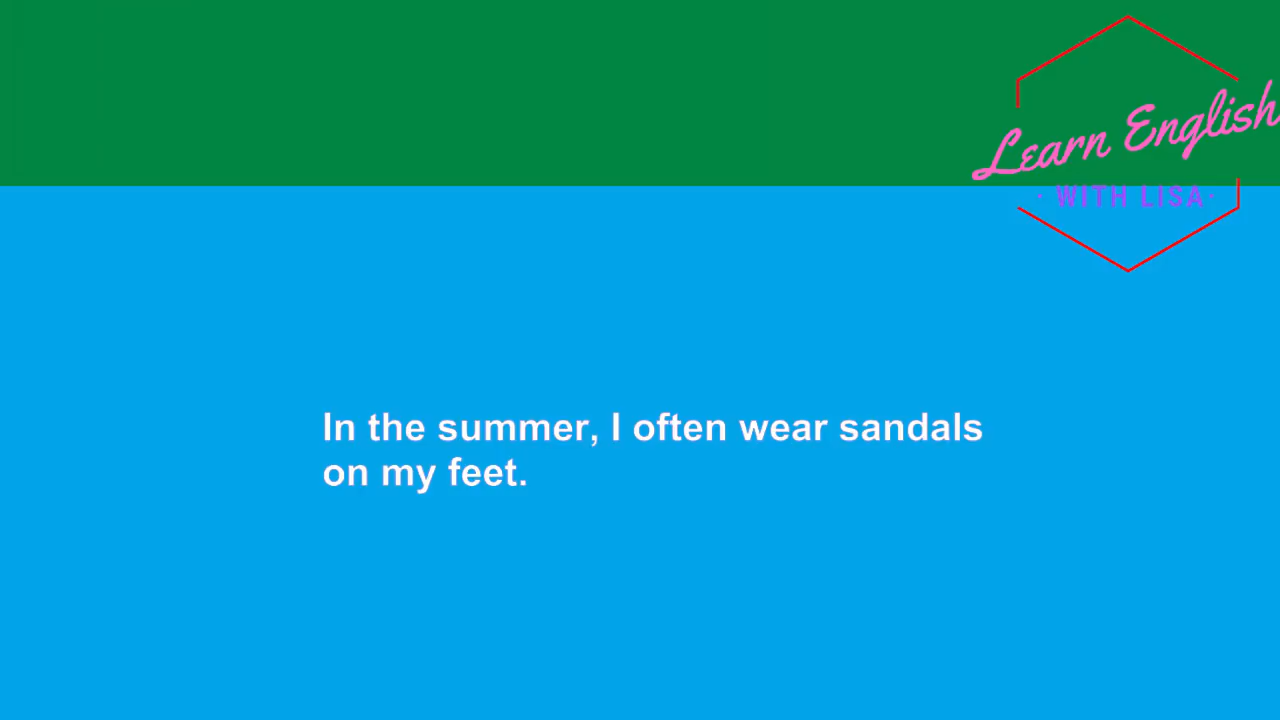 Learn English
· WITH LISA ·
In the summer, I often wear sandals
on my feet.